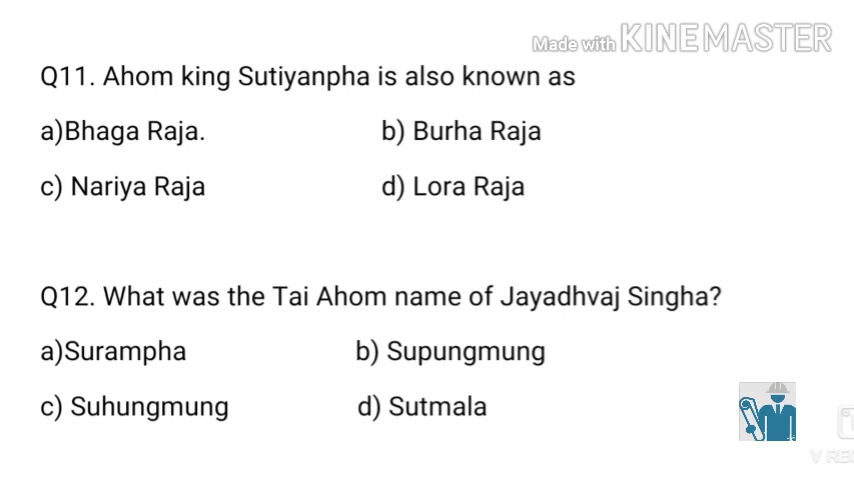 Made with KINEMASTER
Q11. Ahom king Sutiyanpha is also known as
a)Bhaga Raja. b) Burha Raja
c) Nariya Raja d) Lora Raja
Q12. What was the Tai Ahom name of Jayadhvaj Singha?
a)Surampha b) Supungmung
c) Suhungmung d) Sutmala